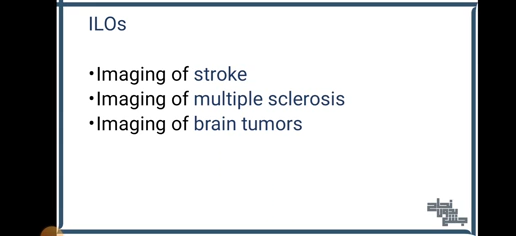 ILOs
•Imaging of stroke
•Imaging of multiple sclerosis
•Imaging of brain tumors